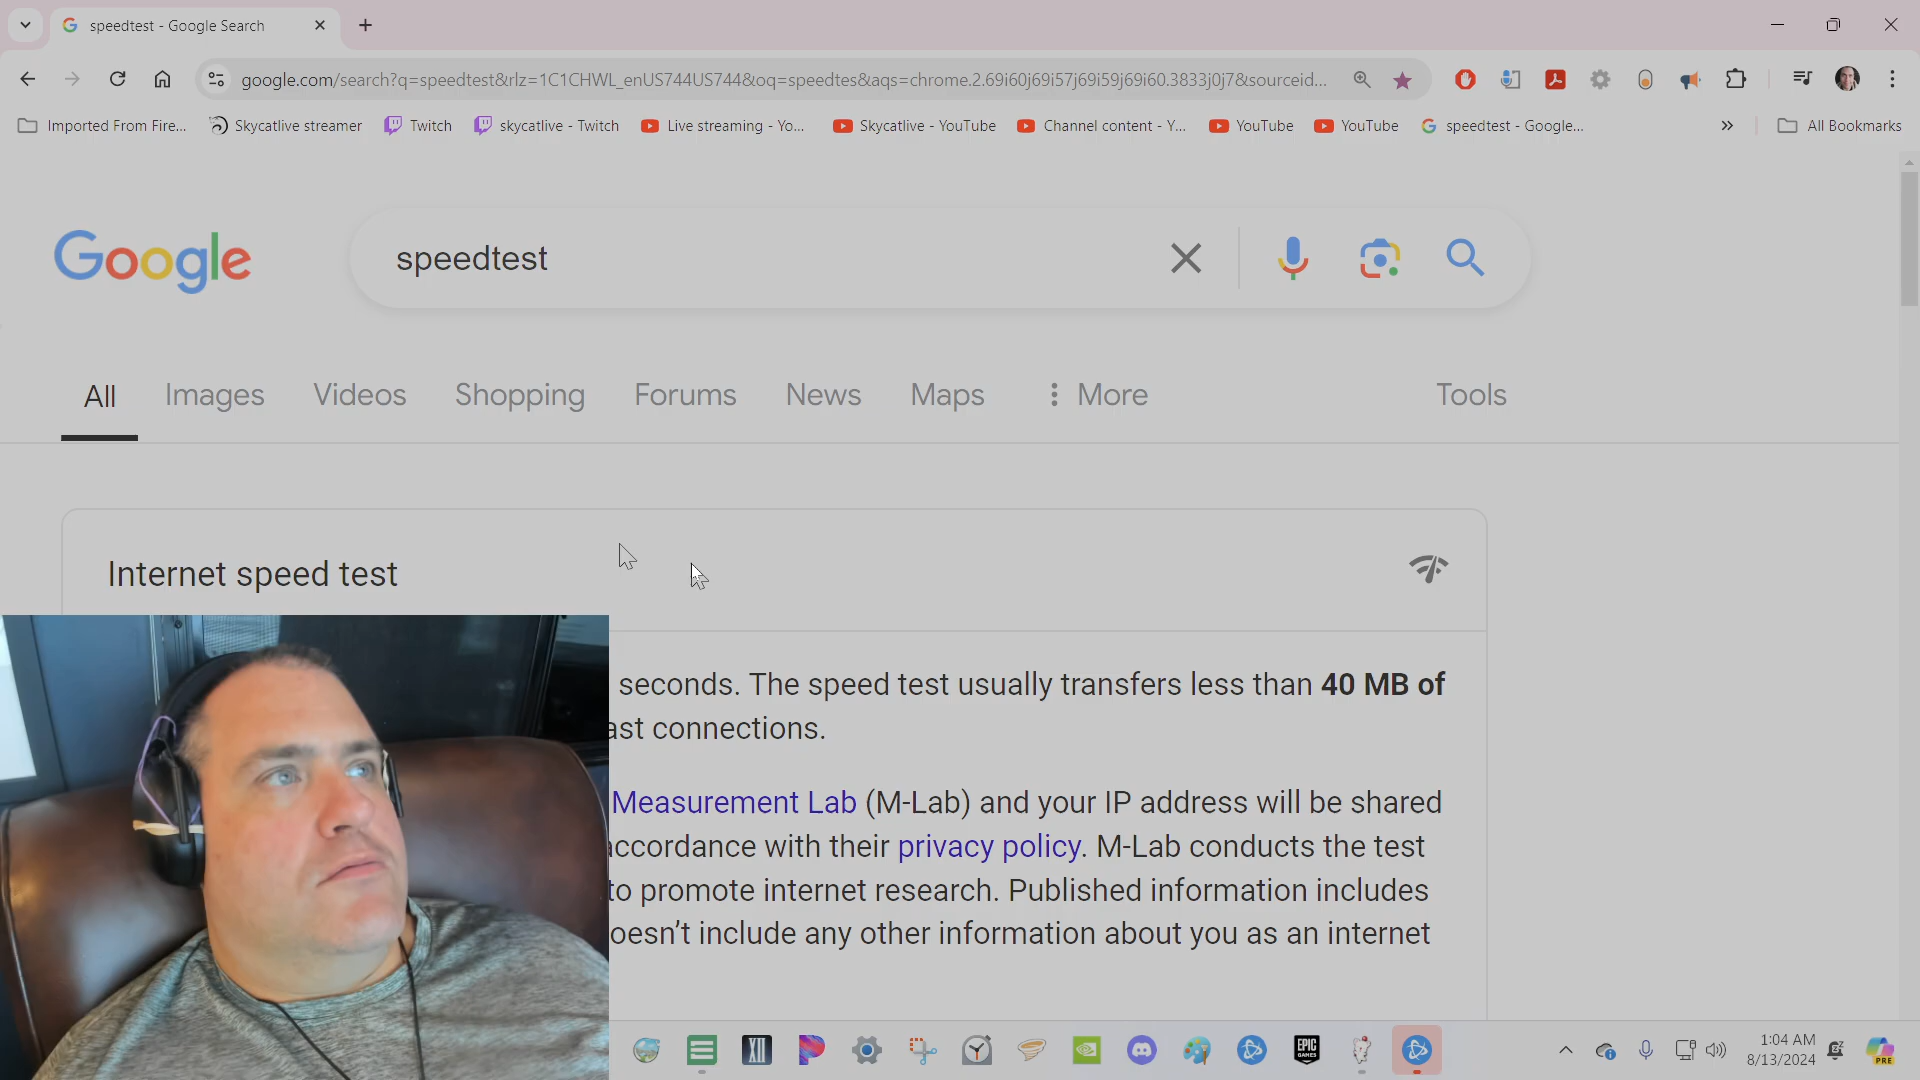 speedtest - Google Search
google.com/search?q=speedtest&rlz=1C1CHWL_enUS744US744&oq=speedtes&aqs=chrome.2.69i60j69i57j69i59j69i60.3833j0j7&sourceid...
Imported From Fire... Skycatlive streamer Twitch skycatlive - Twitch Live streaming - Yo... Skycatlive - YouTube Channel content - Y... YouTube YouTube speedtest - Google... » All Bookmarks
Google speedtest
All Images Videos Shopping Forums News Maps More Tools
Internet speed test
seconds. The speed test usually transfers less than 40 MB of
ast connections.
Measurement Lab (M-Lab) and your IP address will be shared
accordance with their privacy policy. M-Lab conducts the test
to promote internet research. Published information includes
oesn't include any other information about you as an internet
XII EPIC GAMES 1:04 AM PRE
8/13/2024